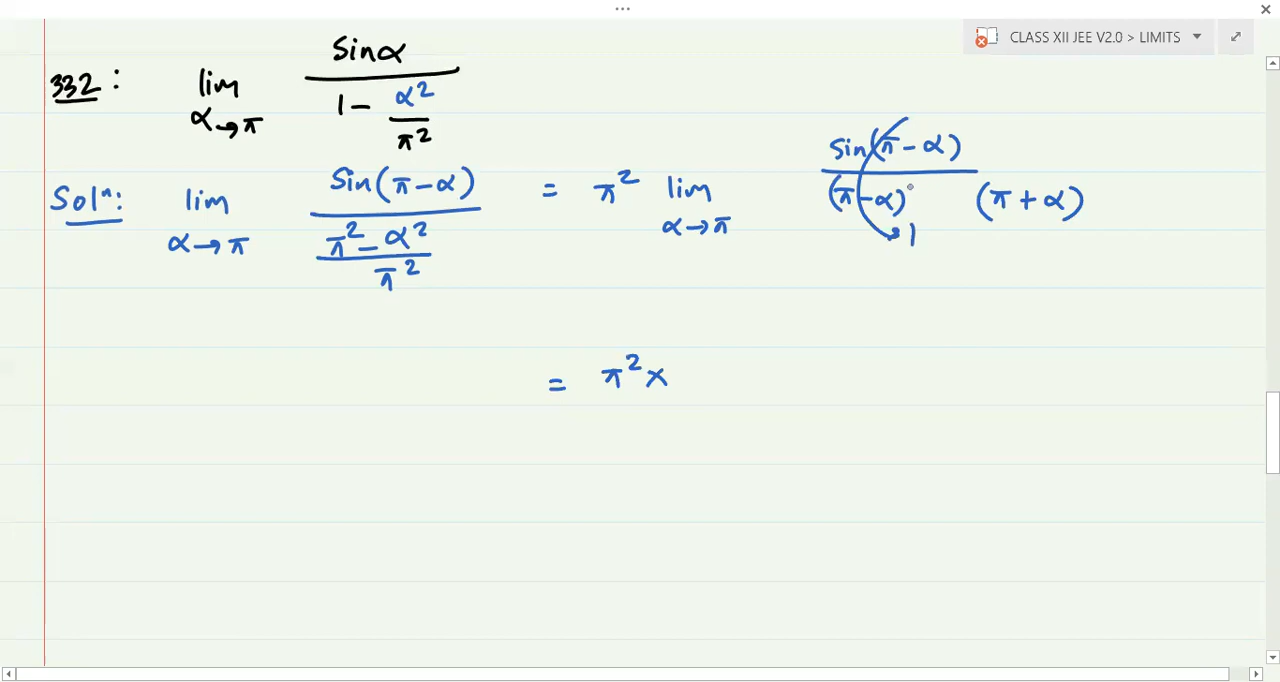 CLASS XII JEE V2.0 > LIMITS
332: lim α→π sinα / (1 - α²/π²)
Solⁿ: lim α→π sin(π-α) / ((π²-α²)/π²) = π² lim α→π sin(π-α) / (π-α) (π+α) → 1
= π² ×